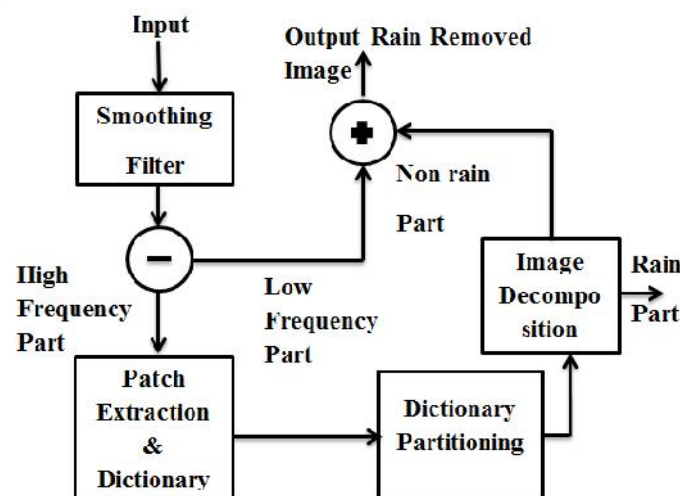 Input
Smoothing
Filter
Output Rain Removed
Image
Non rain
Part
High
Frequency
Part
Low
Frequency
Part
Image
Decompo
sition
Rain
Part
Patch
Extraction
&
Dictionary
Dictionary
Partitioning